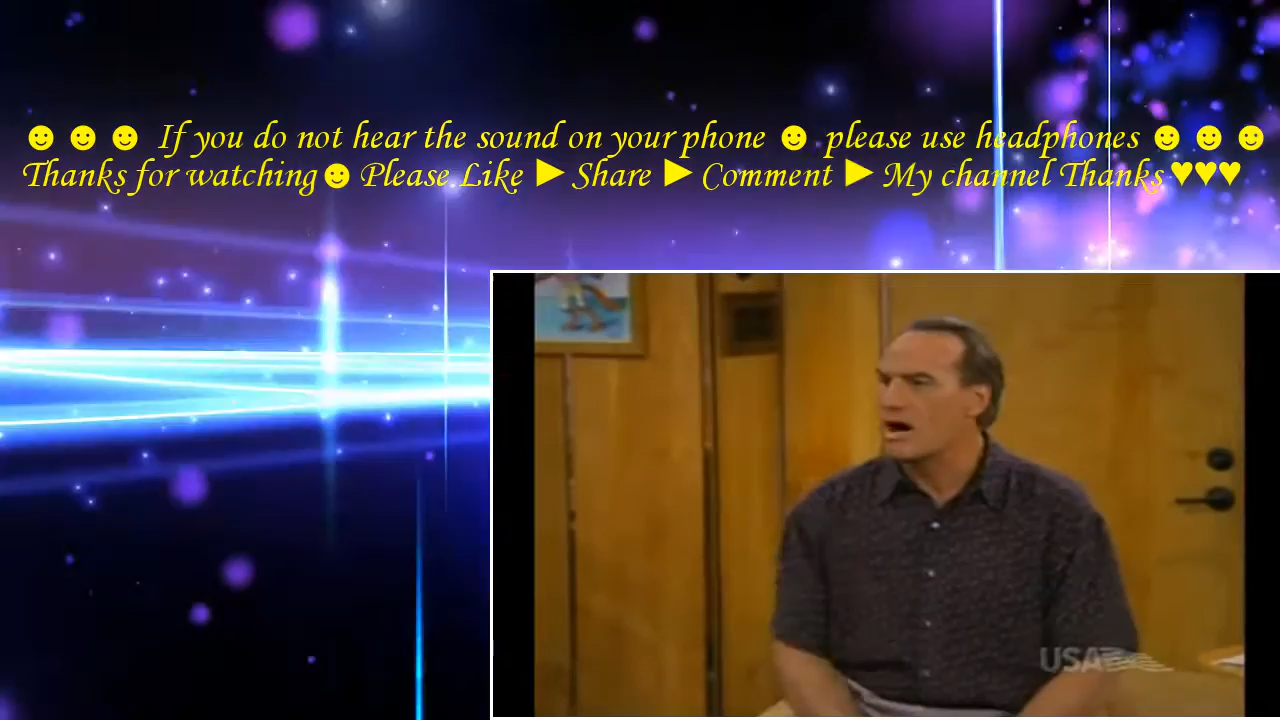 ☻☻☻ If you do not hear the sound on your phone ☻ please use headphones ☻☻☻
Thanks for watching☻Please Like ►Share ►Comment ►My channel Thanks ♥♥♥
USA